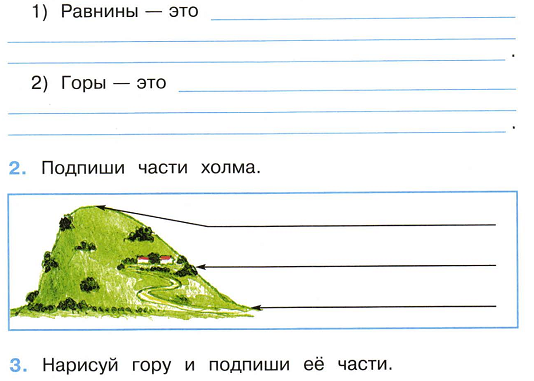 1) Равнины — это
.
2) Горы — это
.
2. Подпиши части холма.
3. Нарисуй гору и подпиши её части.